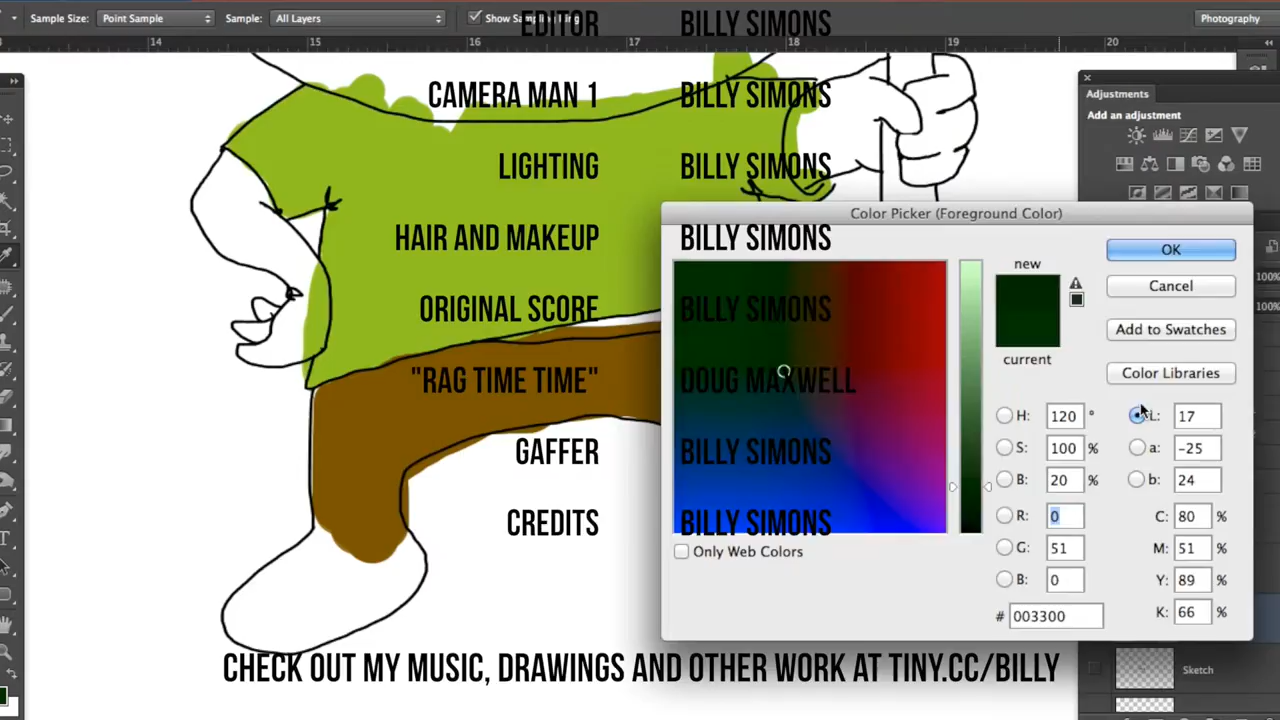 Sample Size: Point Sample Sample: All Layers Show Sampling Ring Photography
EDITOR BILLY SIMONS
14 15 16 17 18 19 20
Adjustments
Add an adjustment
CAMERA MAN 1 BILLY SIMONS
LIGHTING BILLY SIMONS
Color Picker (Foreground Color)
HAIR AND MAKEUP BILLY SIMONS
ORIGINAL SCORE BILLY SIMONS
"RAG TIME TIME" DOUG MAXWELL
GAFFER BILLY SIMONS
CREDITS BILLY SIMONS
new
current
OK
Cancel
Add to Swatches
Color Libraries
H: 120 ° L: 17
S: 100 % a: -25
B: 20 % b: 24
R: 0 C: 80 %
G: 51 M: 51 %
B: 0 Y: 89 %
# 003300 K: 66 %
Only Web Colors
100%
100%
CHECK OUT MY MUSIC, DRAWINGS AND OTHER WORK AT TINY.CC/BILLY
Sketch